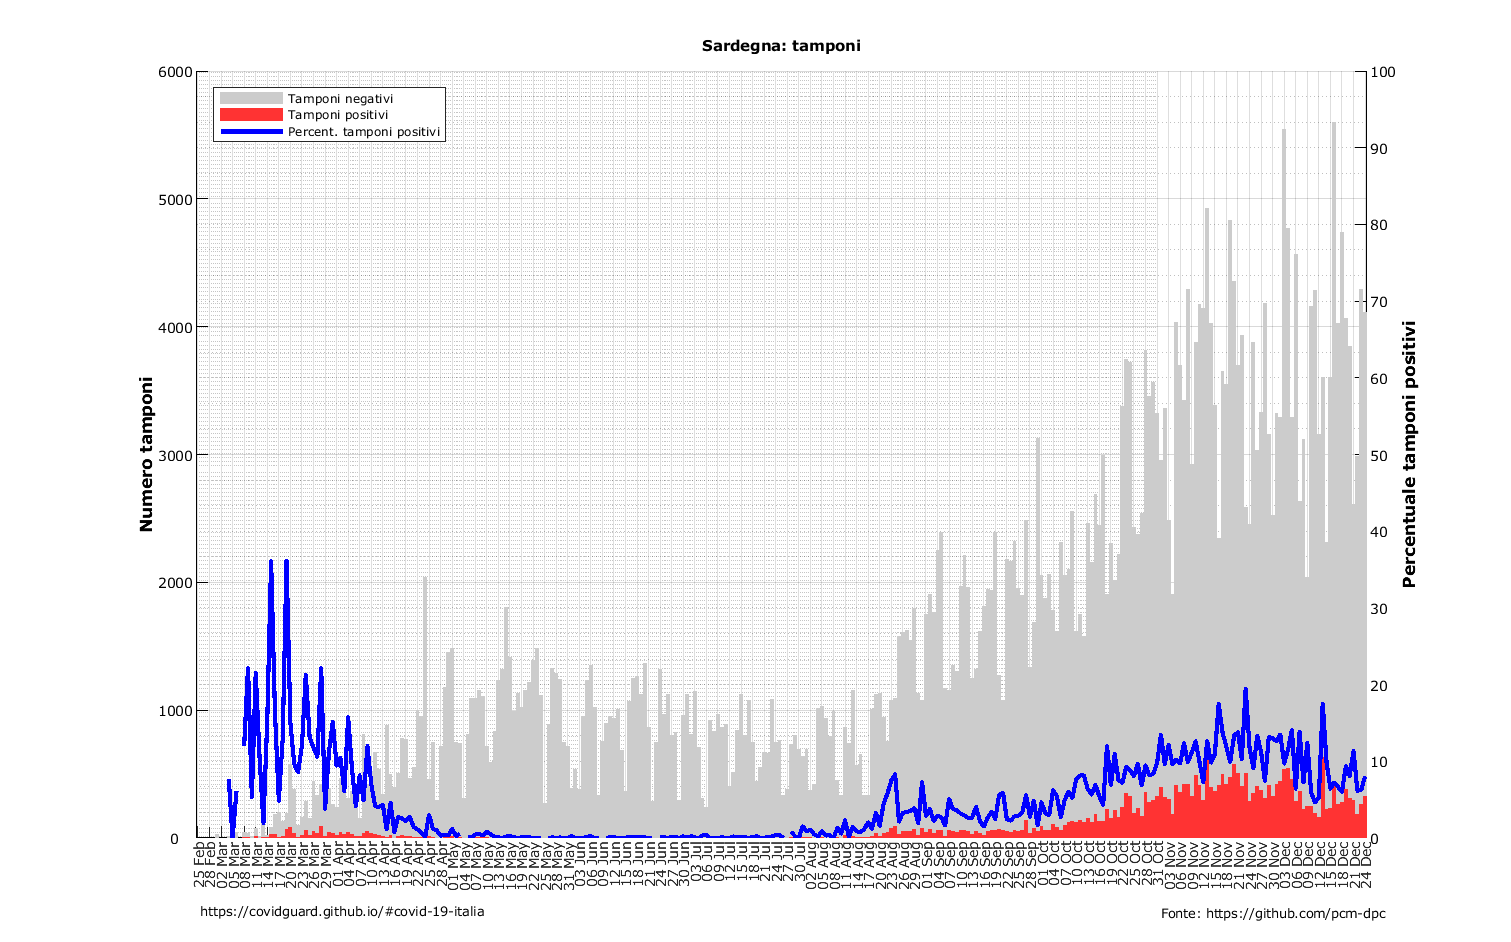 Sardegna: tamponi
6000
5000
4000
3000
2000
1000
0
Numero tamponi
Tamponi negativi
Tamponi positivi
Percent. tamponi positivi
100
90
80
70
60
50
40
30
20
10
0
Percentuale tamponi positivi
25 Feb
28 Feb
02 Mar
05 Mar
08 Mar
11 Mar
14 Mar
17 Mar
20 Mar
23 Mar
26 Mar
29 Mar
01 Apr
04 Apr
07 Apr
10 Apr
13 Apr
16 Apr
19 Apr
22 Apr
25 Apr
28 Apr
01 May
04 May
07 May
10 May
13 May
16 May
19 May
22 May
25 May
28 May
31 May
03 Jun
06 Jun
09 Jun
12 Jun
15 Jun
18 Jun
21 Jun
24 Jun
27 Jun
30 Jun
03 Jul
06 Jul
09 Jul
12 Jul
15 Jul
18 Jul
21 Jul
24 Jul
27 Jul
30 Jul
02 Aug
05 Aug
08 Aug
11 Aug
14 Aug
17 Aug
20 Aug
23 Aug
26 Aug
29 Aug
01 Sep
04 Sep
07 Sep
10 Sep
13 Sep
16 Sep
19 Sep
22 Sep
25 Sep
28 Sep
01 Oct
04 Oct
07 Oct
10 Oct
13 Oct
16 Oct
19 Oct
22 Oct
25 Oct
28 Oct
31 Oct
03 Nov
06 Nov
09 Nov
12 Nov
15 Nov
18 Nov
21 Nov
24 Nov
27 Nov
30 Nov
03 Dec
06 Dec
09 Dec
12 Dec
15 Dec
18 Dec
21 Dec
24 Dec
https://covidguard.github.io/#covid-19-italia
Fonte: https://github.com/pcm-dpc